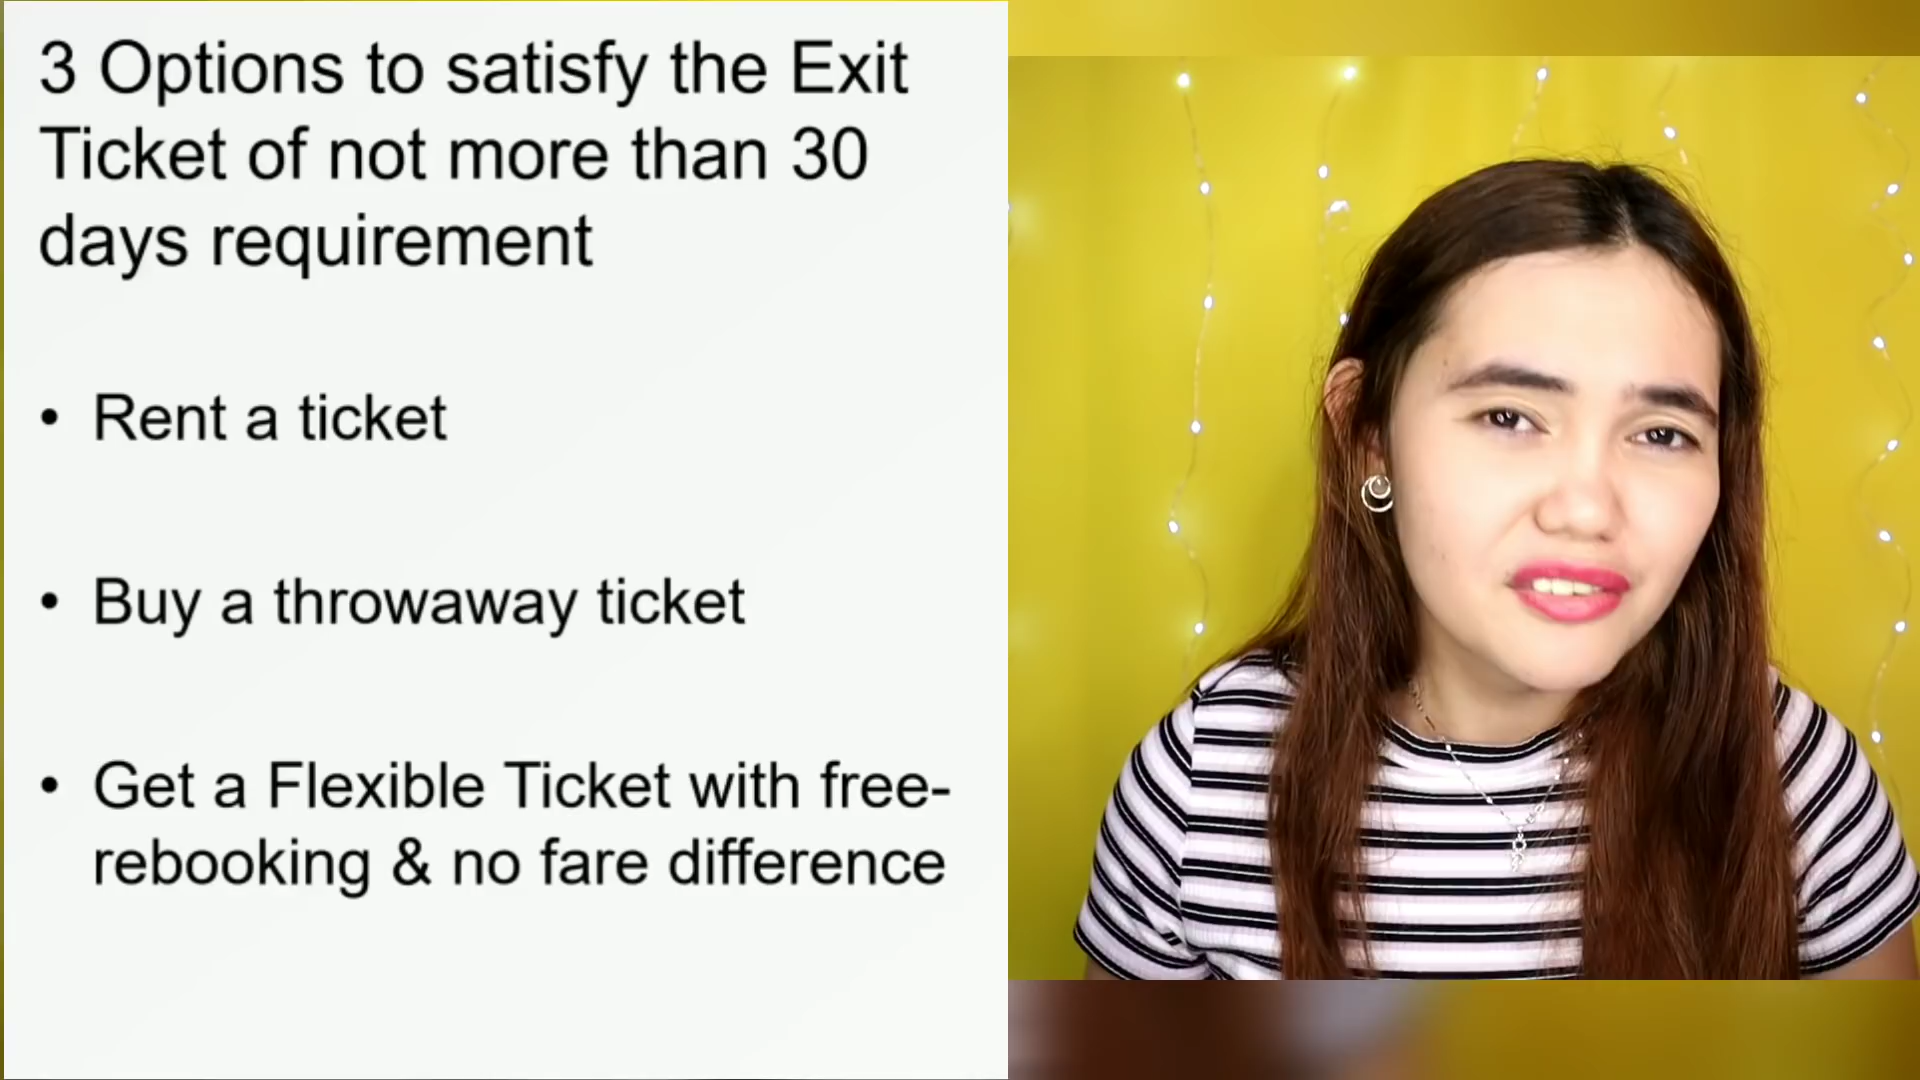 3 Options to satisfy the Exit
Ticket of not more than 30
days requirement
• Rent a ticket
• Buy a throwaway ticket
• Get a Flexible Ticket with free-
rebooking & no fare difference